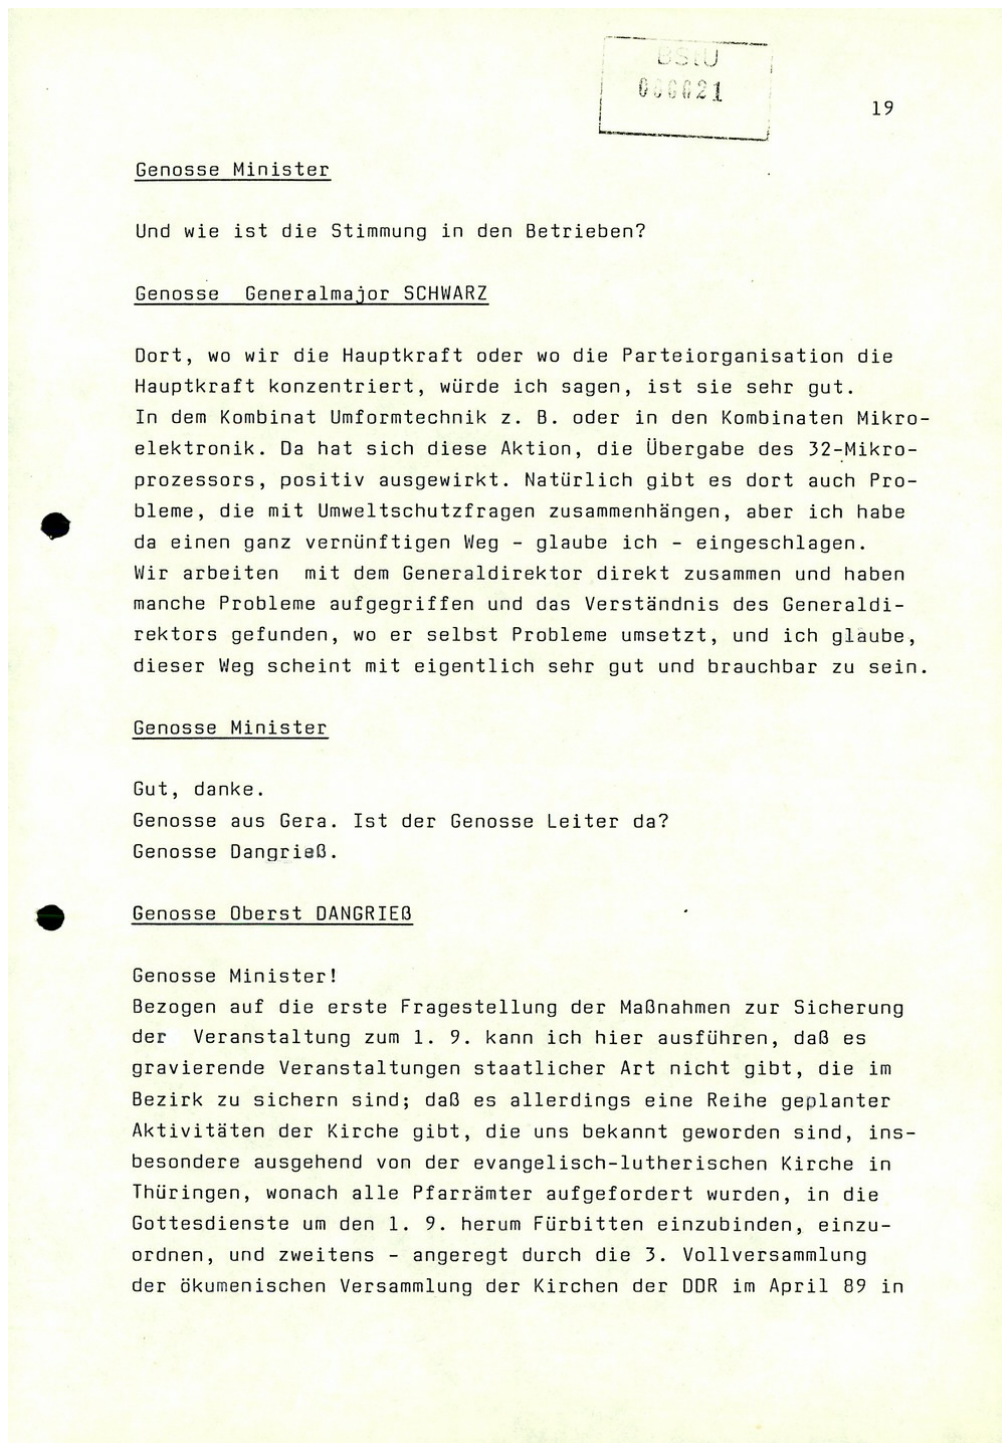 BStU
000021
19
Genosse Minister
Und wie ist die Stimmung in den Betrieben?
Genosse  Generalmajor SCHWARZ
Dort, wo wir die Hauptkraft oder wo die Parteiorganisation die
Hauptkraft konzentriert, würde ich sagen, ist sie sehr gut.
In dem Kombinat Umformtechnik z. B. oder in den Kombinaten Mikro-
elektronik. Da hat sich diese Aktion, die Übergabe des 32-Mikro-
prozessors, positiv ausgewirkt. Natürlich gibt es dort auch Pro-
bleme, die mit Umweltschutzfragen zusammenhängen, aber ich habe
da einen ganz vernünftigen Weg - glaube ich - eingeschlagen.
Wir arbeiten  mit dem Generaldirektor direkt zusammen und haben
manche Probleme aufgegriffen und das Verständnis des Generaldi-
rektors gefunden, wo er selbst Probleme umsetzt, und ich glaube,
dieser Weg scheint mit eigentlich sehr gut und brauchbar zu sein.
Genosse Minister
Gut, danke.
Genosse aus Gera. Ist der Genosse Leiter da?
Genosse Dangrieß.
Genosse Oberst DANGRIEß
Genosse Minister!
Bezogen auf die erste Fragestellung der Maßnahmen zur Sicherung
der  Veranstaltung zum 1. 9. kann ich hier ausführen, daß es
gravierende Veranstaltungen staatlicher Art nicht gibt, die im
Bezirk zu sichern sind; daß es allerdings eine Reihe geplanter
Aktivitäten der Kirche gibt, die uns bekannt geworden sind, ins-
besondere ausgehend von der evangelisch-lutherischen Kirche in
Thüringen, wonach alle Pfarrämter aufgefordert wurden, in die
Gottesdienste um den 1. 9. herum Fürbitten einzubinden, einzu-
ordnen, und zweitens - angeregt durch die 3. Vollversammlung
der ökumenischen Versammlung der Kirchen der DDR im April 89 in